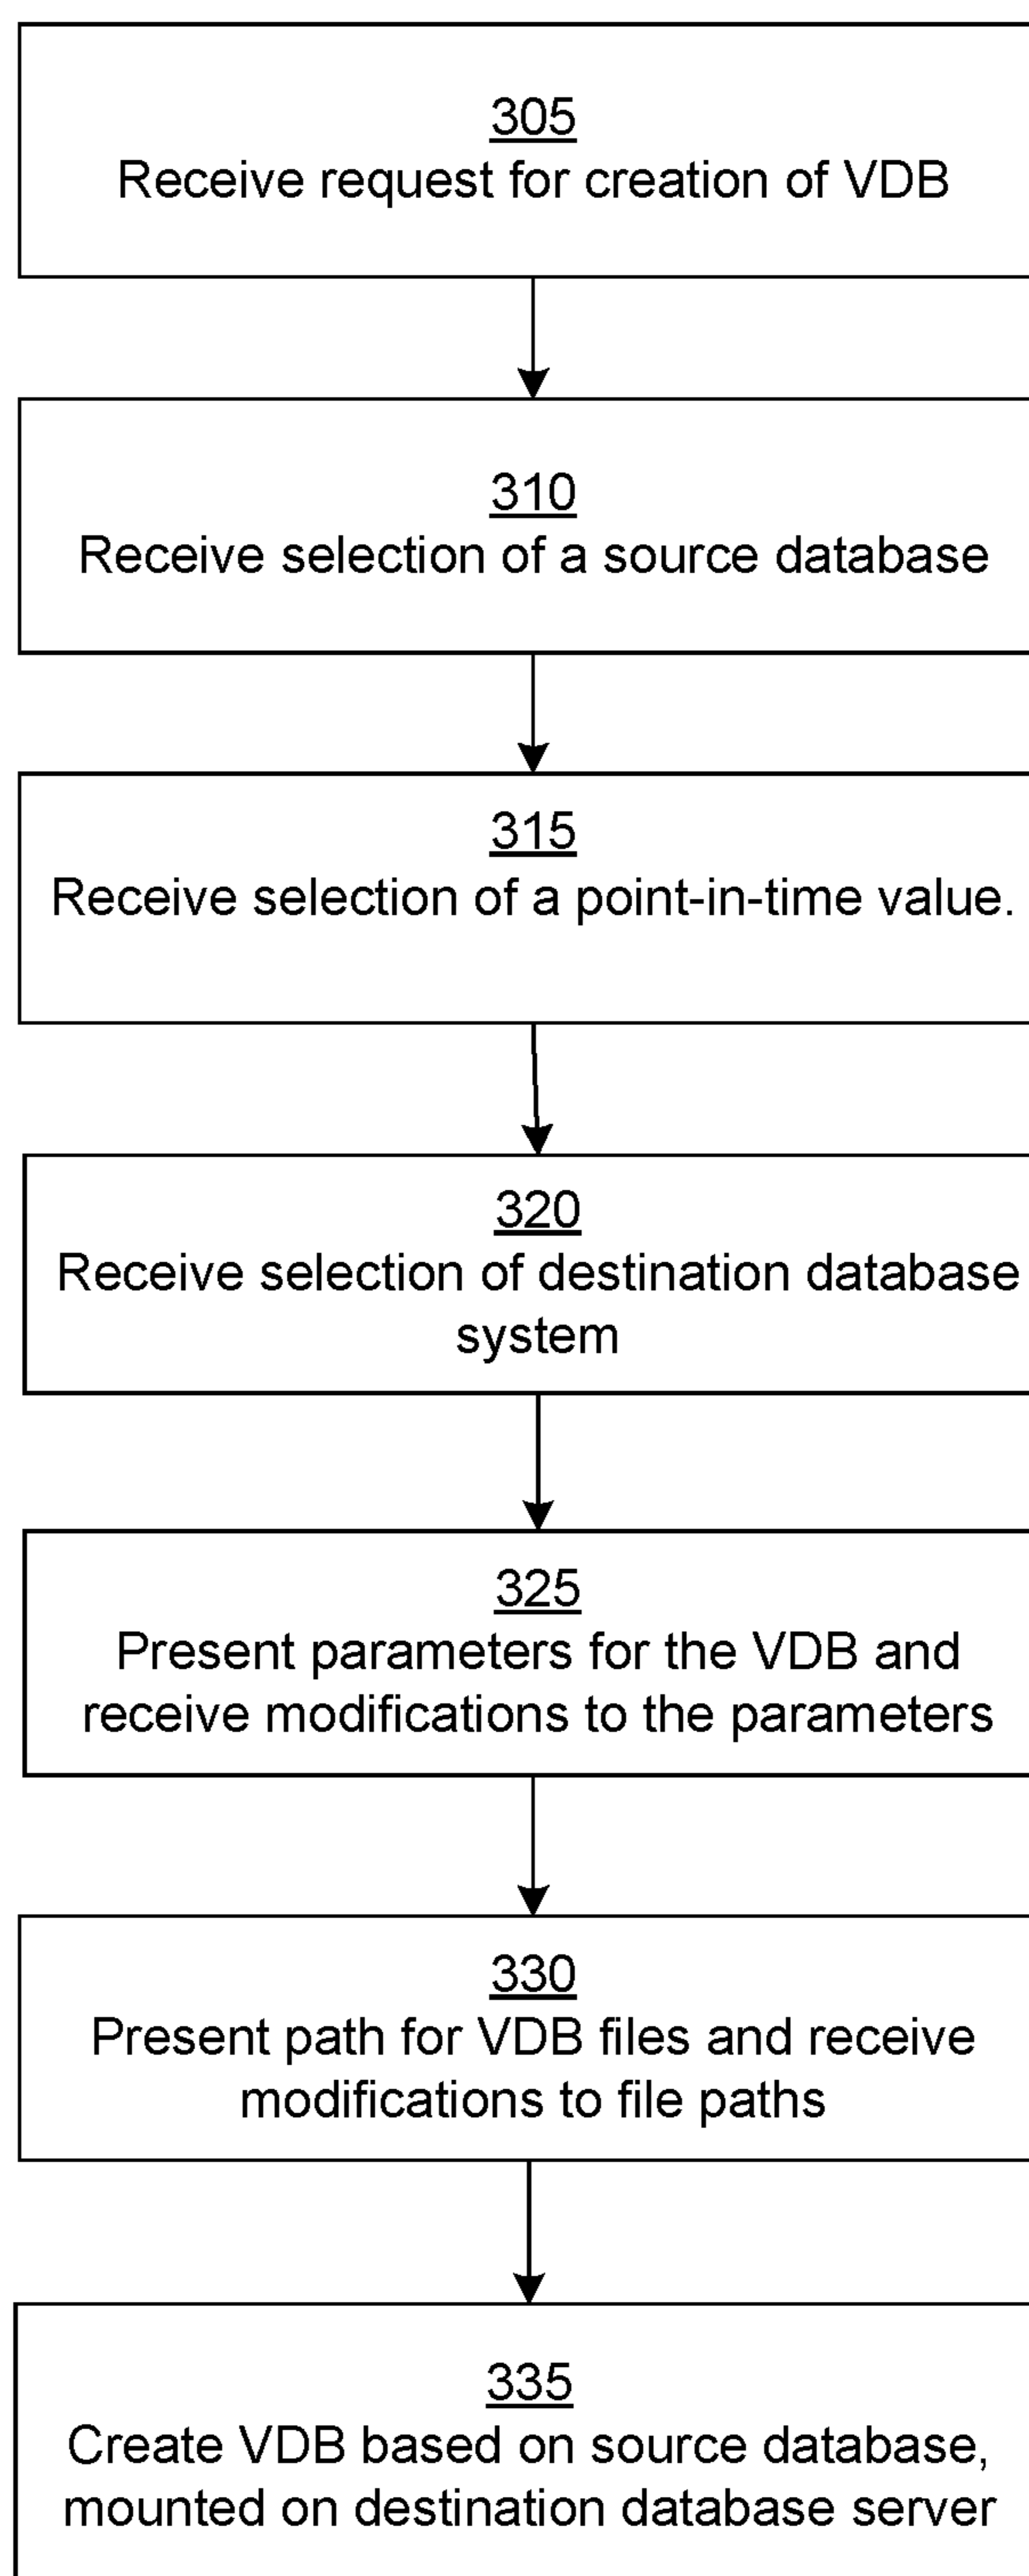 305
Receive request for creation of VDB
310
Receive selection of a source database
315
Receive selection of a point-in-time value.
320
Receive selection of destination database
system
325
Present parameters for the VDB and
receive modifications to the parameters
330
Present path for VDB files and receive
modifications to file paths
335
Create VDB based on source database,
mounted on destination database server